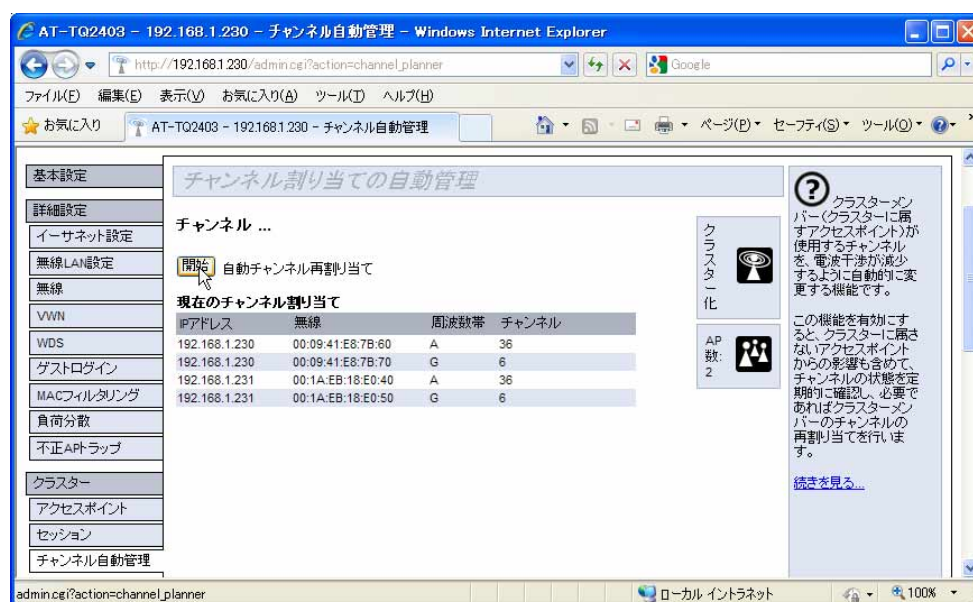 AT-TQ2403 - 192.168.1.230 - チャンネル自動管理 - Windows Internet Explorer
http://192.168.1.230/admin.cgi?action=channel_planner
Google
ファイル(F) 編集(E) 表示(V) お気に入り(A) ツール(T) ヘルプ(H)
お気に入り
AT-TQ2403 - 192.168.1.230 - チャンネル自動管理
ページ(P) セーフティ(S) ツール(O)
基本設定
詳細設定
イーサネット設定
無線LAN設定
無線
VWN
WDS
ゲストログイン
MACフィルタリング
負荷分散
不正APトラップ
クラスター
アクセスポイント
セッション
チャンネル自動管理
チャンネル割り当ての自動管理
チャンネル ...
開始 自動チャンネル再割り当て
現在のチャンネル割り当て
IPアドレス 無線 周波数帯 チャンネル
192.168.1.230 00:09:41:E8:7B:60 A 36
192.168.1.230 00:09:41:E8:7B:70 G 6
192.168.1.231 00:1A:EB:18:E0:40 A 36
192.168.1.231 00:1A:EB:18:E0:50 G 6
クラスター化
AP
数:
2
?
クラスターメン
バー(クラスターに属
すアクセスポイント)が
使用するチャンネル
を、電波干渉が減少
するように自動的に変
更する機能です。
この機能を有効にす
ると、クラスターに属さ
ないアクセスポイント
からの影響も含めて、
チャンネルの状態を定
期的に確認し、必要で
あればクラスターメン
バーのチャンネルの
再割り当てを行いま
す。
続きを見る...
admin.cgi?action=channel_planner
ローカル イントラネット
100%